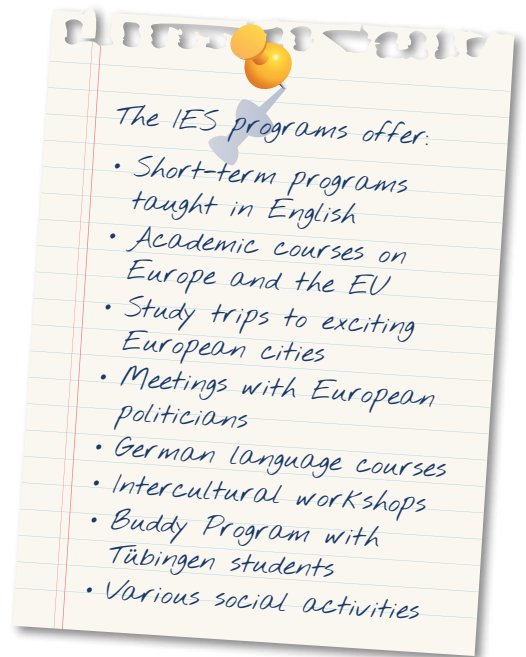 The IES programs offer:
• Short-term programs
taught in English
• Academic courses on
Europe and the EU
• Study trips to exciting
European cities
• Meetings with European
politicians
• German language courses
• Intercultural workshops
• Buddy Program with
Tübingen students
• Various social activities